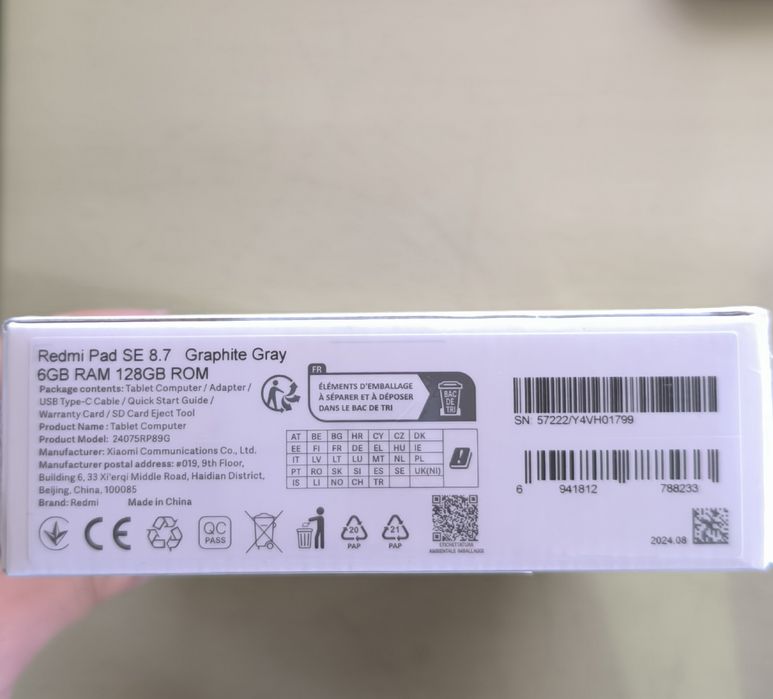 Redmi Pad SE 8.7 Graphite Gray
6GB RAM 128GB ROM
Package contents: Tablet Computer / Adapter /
USB Type-C Cable / Quick Start Guide /
Warranty Card / SD Card Eject Tool
Product Name: Tablet Computer
Product Model: 24075RP89G
Manufacturer: Xiaomi Communications Co., Ltd.
Manufacturer postal address: #019, 9th Floor,
Building 6, 33 Xi'erqi Middle Road, Haidian District,
Beijing, China, 100085
Brand: Redmi Made in China
CE
QC
PASS
20
PAP
21
PAP
FR
ÉLÉMENTS D'EMBALLAGE
À SÉPARER ET À DÉPOSER
DANS LE BAC DE TRI
BAC
DE
TRI
AT BE BG HR CY CZ DK
EE FI FR DE EL HU IE
IT LV LT LU MT NL PL
PT RO SK SI ES SE UK(NI)
IS LI NO CH TR
ETICHETTATURA
AMBIENTALE IMBALLAGGI
SN: 57222/Y4VH01799
6 941812 788233
2024.08